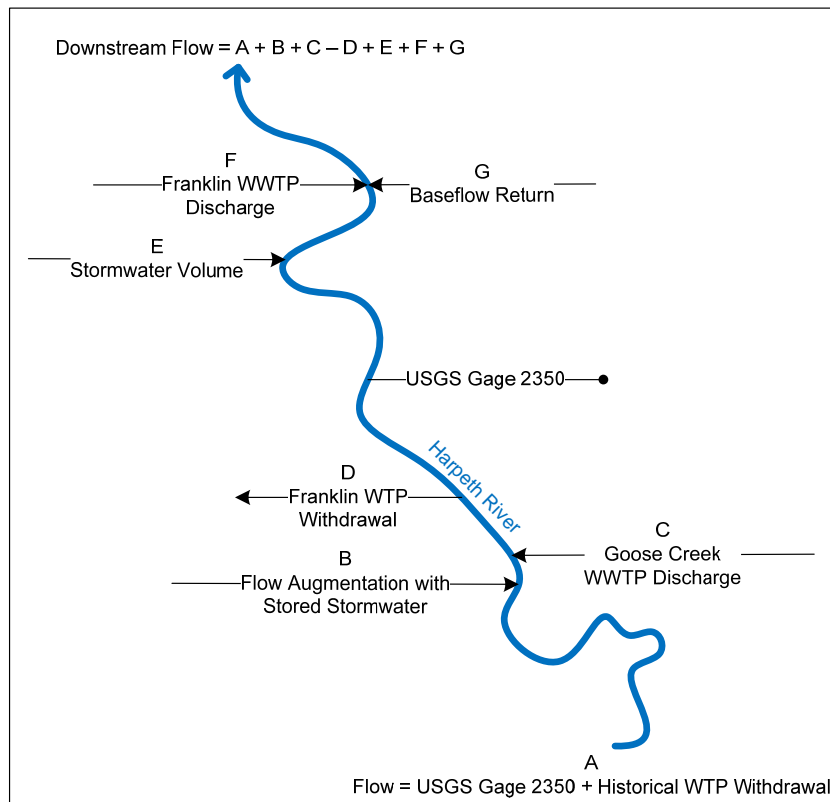 Downstream Flow = A + B + C – D + E + F + G
F
Franklin WWTP
Discharge
G
Baseflow Return
E
Stormwater Volume
USGS Gage 2350
Harpeth River
D
Franklin WTP
Withdrawal
C
Goose Creek
WWTP Discharge
B
Flow Augmentation with
Stored Stormwater
A
Flow = USGS Gage 2350 + Historical WTP Withdrawal